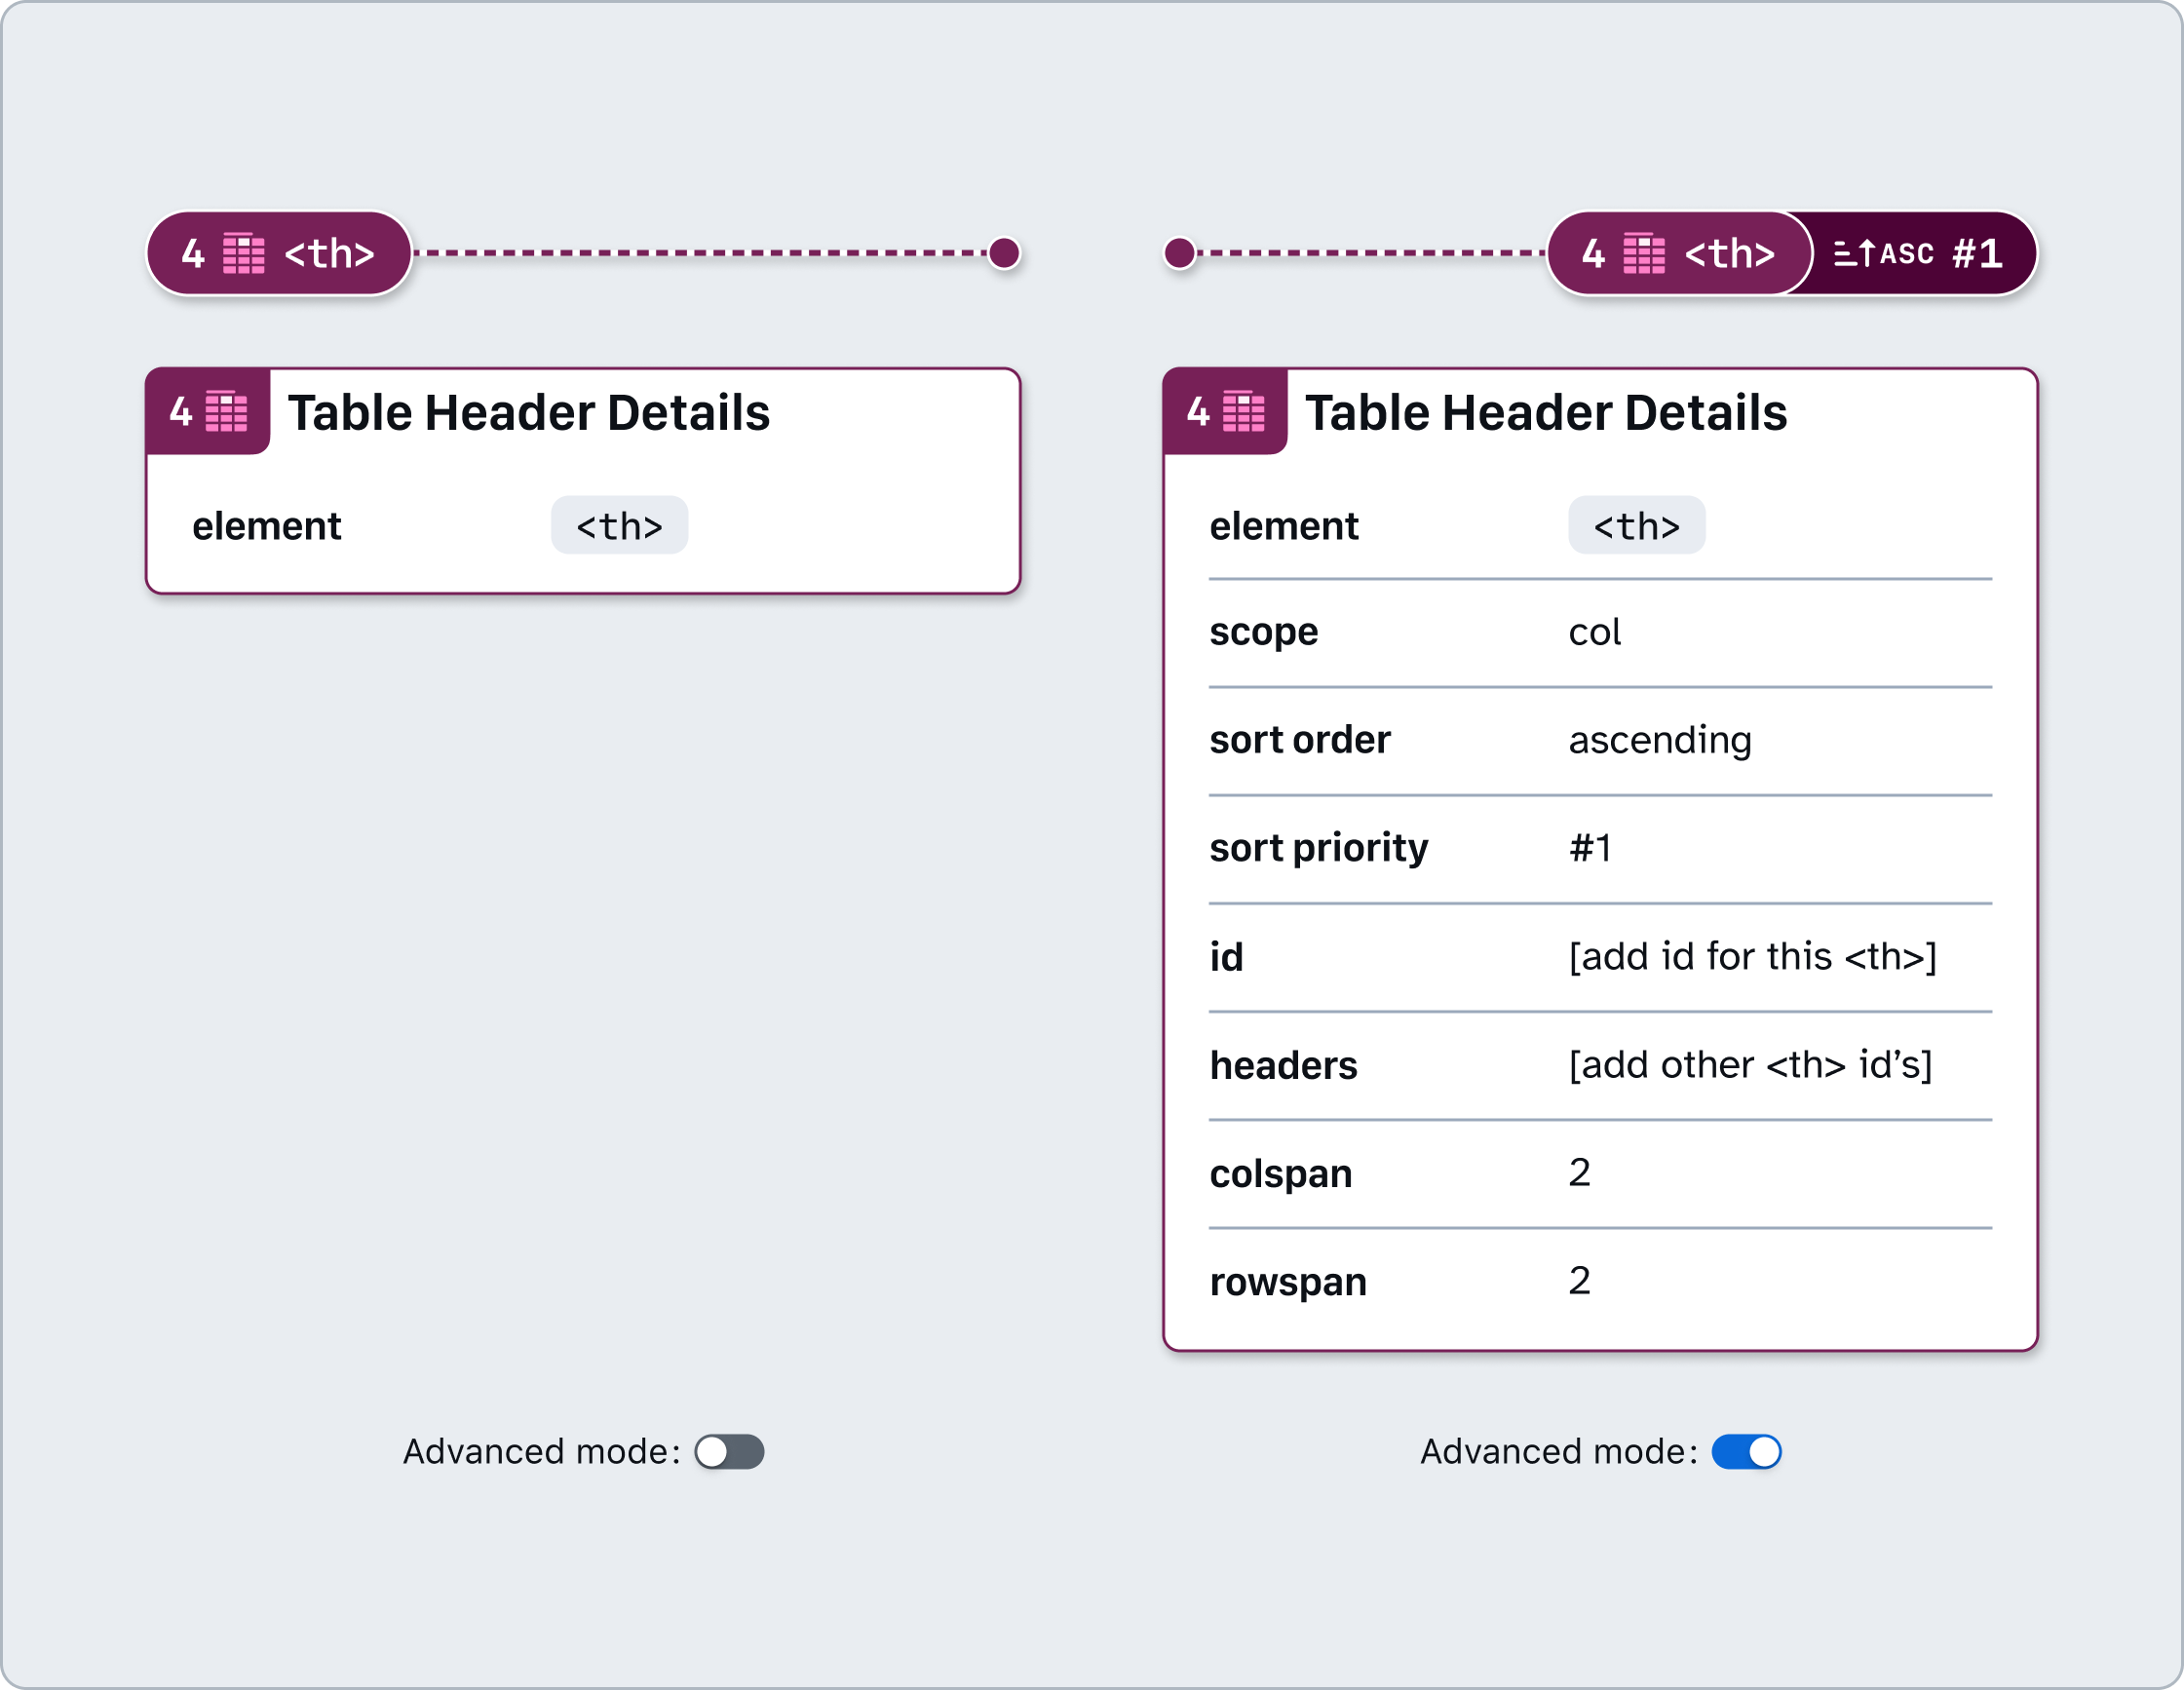 4 <th>
4 <th> ASC #1
4 Table Header Details
element <th>
Advanced mode:
4 Table Header Details
element <th>
scope col
sort order ascending
sort priority #1
id [add id for this <th>]
headers [add other <th> id’s]
colspan 2
rowspan 2
Advanced mode: